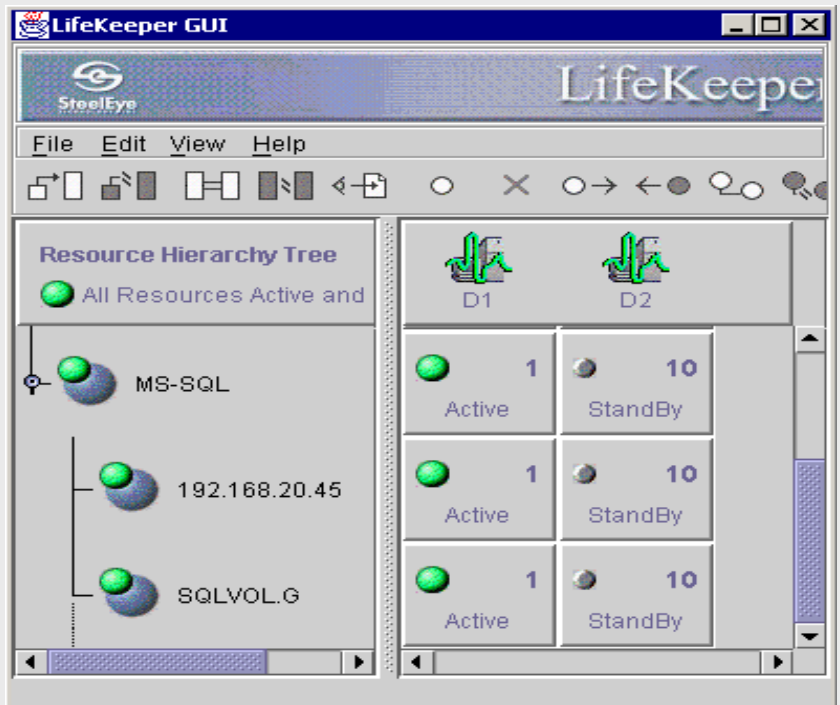 LifeKeeper GUI
SteelEye
LifeKeeper
File Edit View Help
Resource Hierarchy Tree
All Resources Active and
D1 D2
MS-SQL
1 10
Active StandBy
192.168.20.45
1 10
Active StandBy
SQLVOL.G
1 10
Active StandBy